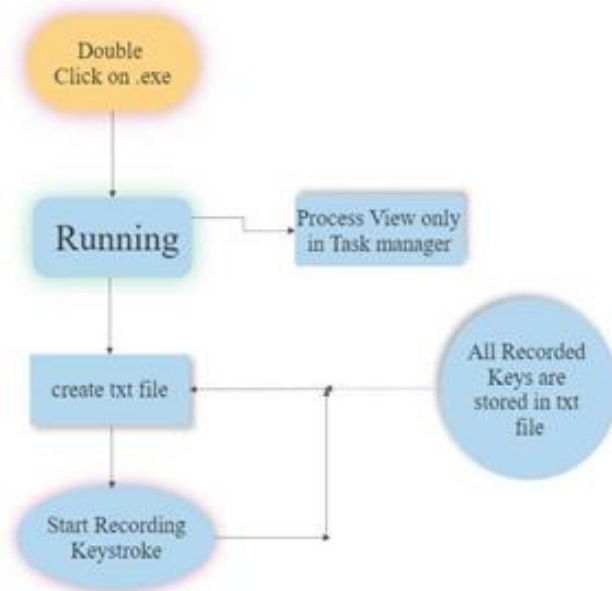 Double
Click on .exe
Running
Process View only
in Task manager
create txt file
All Recorded
Keys are
stored in txt
file
Start Recording
Keystroke